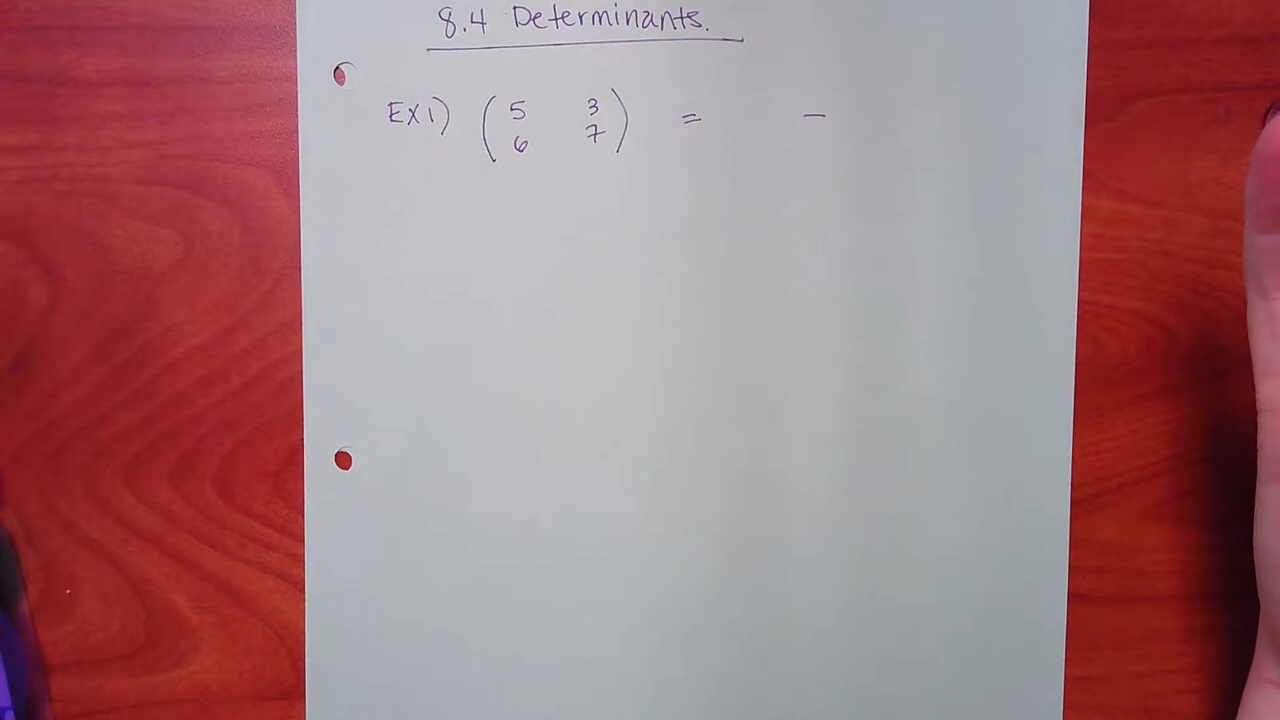 8.4 Determinants.
EX1) ( 5 3 ) = −
6 7